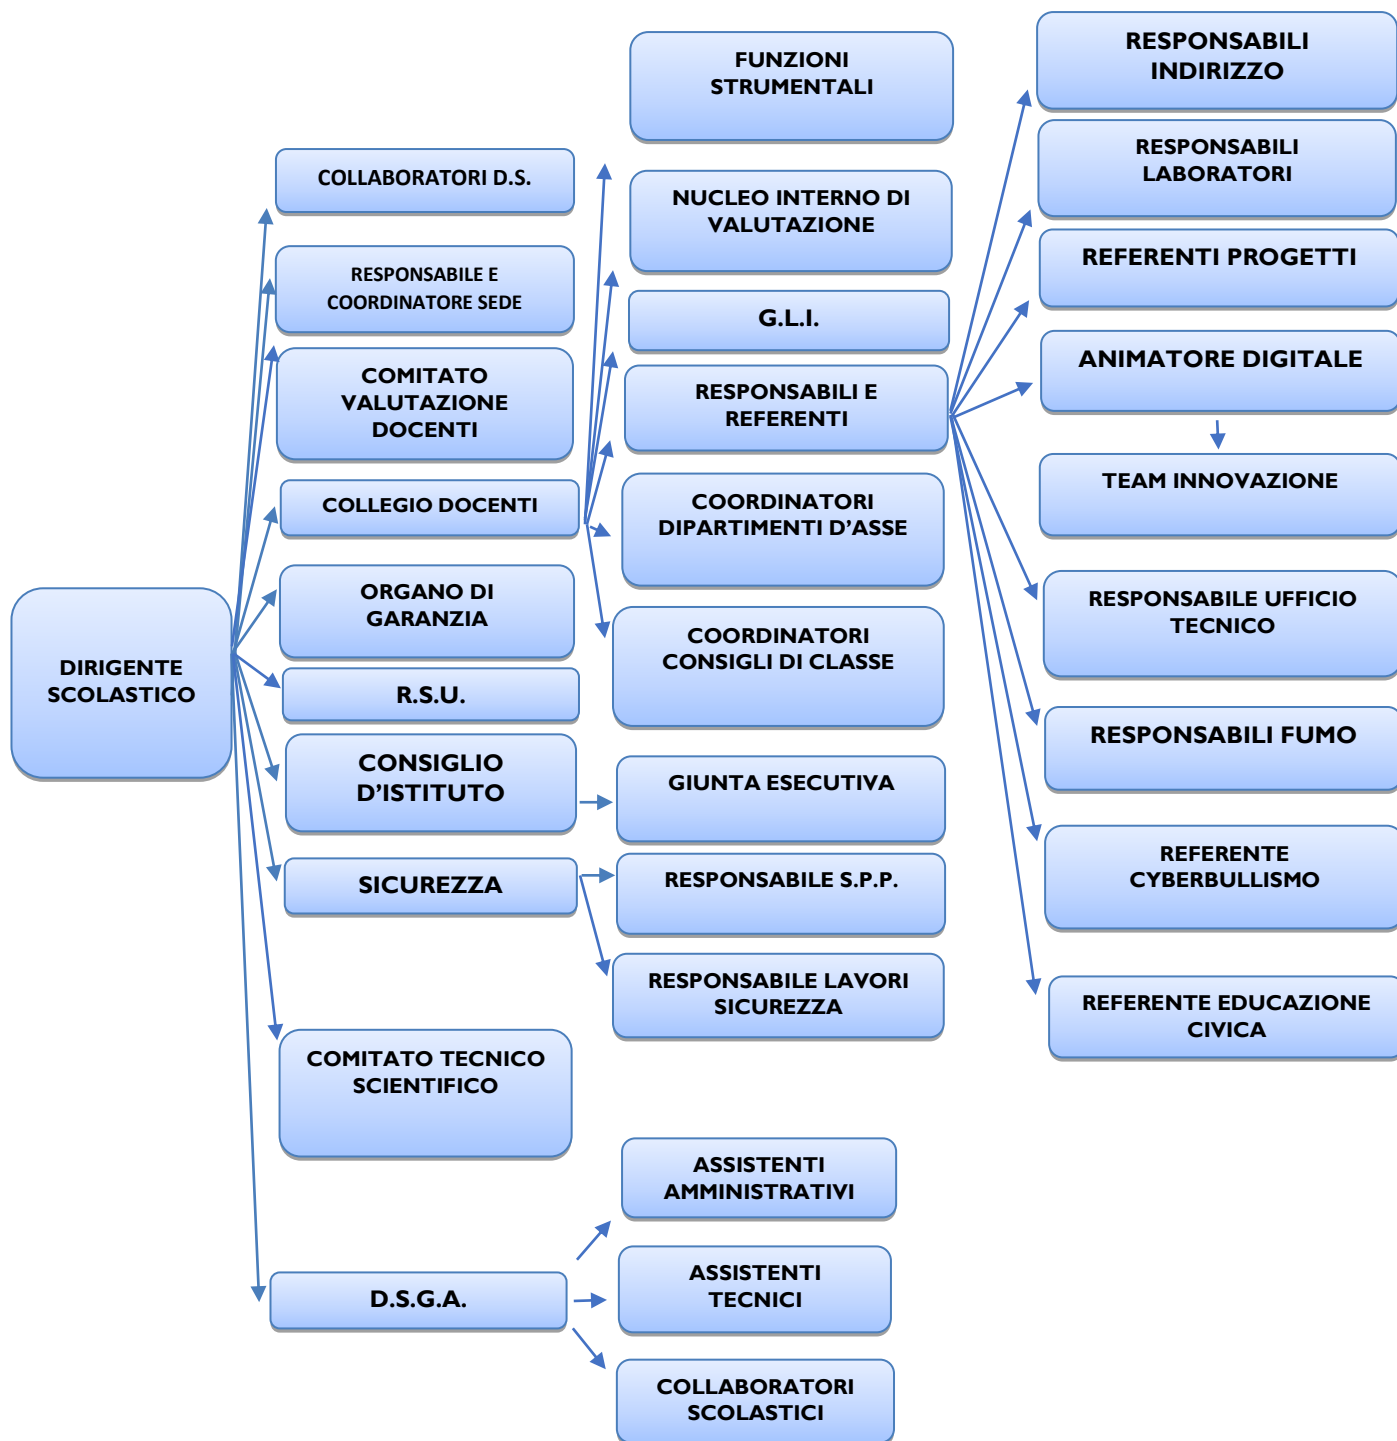 DIRIGENTE
SCOLASTICO
COLLABORATORI D.S.
RESPONSABILE E
COORDINATORE SEDE
COMITATO
VALUTAZIONE
DOCENTI
COLLEGIO DOCENTI
ORGANO DI
GARANZIA
R.S.U.
CONSIGLIO
D’ISTITUTO
SICUREZZA
COMITATO TECNICO
SCIENTIFICO
D.S.G.A.
FUNZIONI
STRUMENTALI
NUCLEO INTERNO DI
VALUTAZIONE
G.L.I.
RESPONSABILI E
REFERENTI
COORDINATORI
DIPARTIMENTI D’ASSE
COORDINATORI
CONSIGLI DI CLASSE
GIUNTA ESECUTIVA
RESPONSABILE S.P.P.
RESPONSABILE LAVORI
SICUREZZA
ASSISTENTI
AMMINISTRATIVI
ASSISTENTI
TECNICI
COLLABORATORI
SCOLASTICI
RESPONSABILI
INDIRIZZO
RESPONSABILI
LABORATORI
REFERENTI PROGETTI
ANIMATORE DIGITALE
TEAM INNOVAZIONE
RESPONSABILE UFFICIO
TECNICO
RESPONSABILI FUMO
REFERENTE
CYBERBULLISMO
REFERENTE EDUCAZIONE
CIVICA